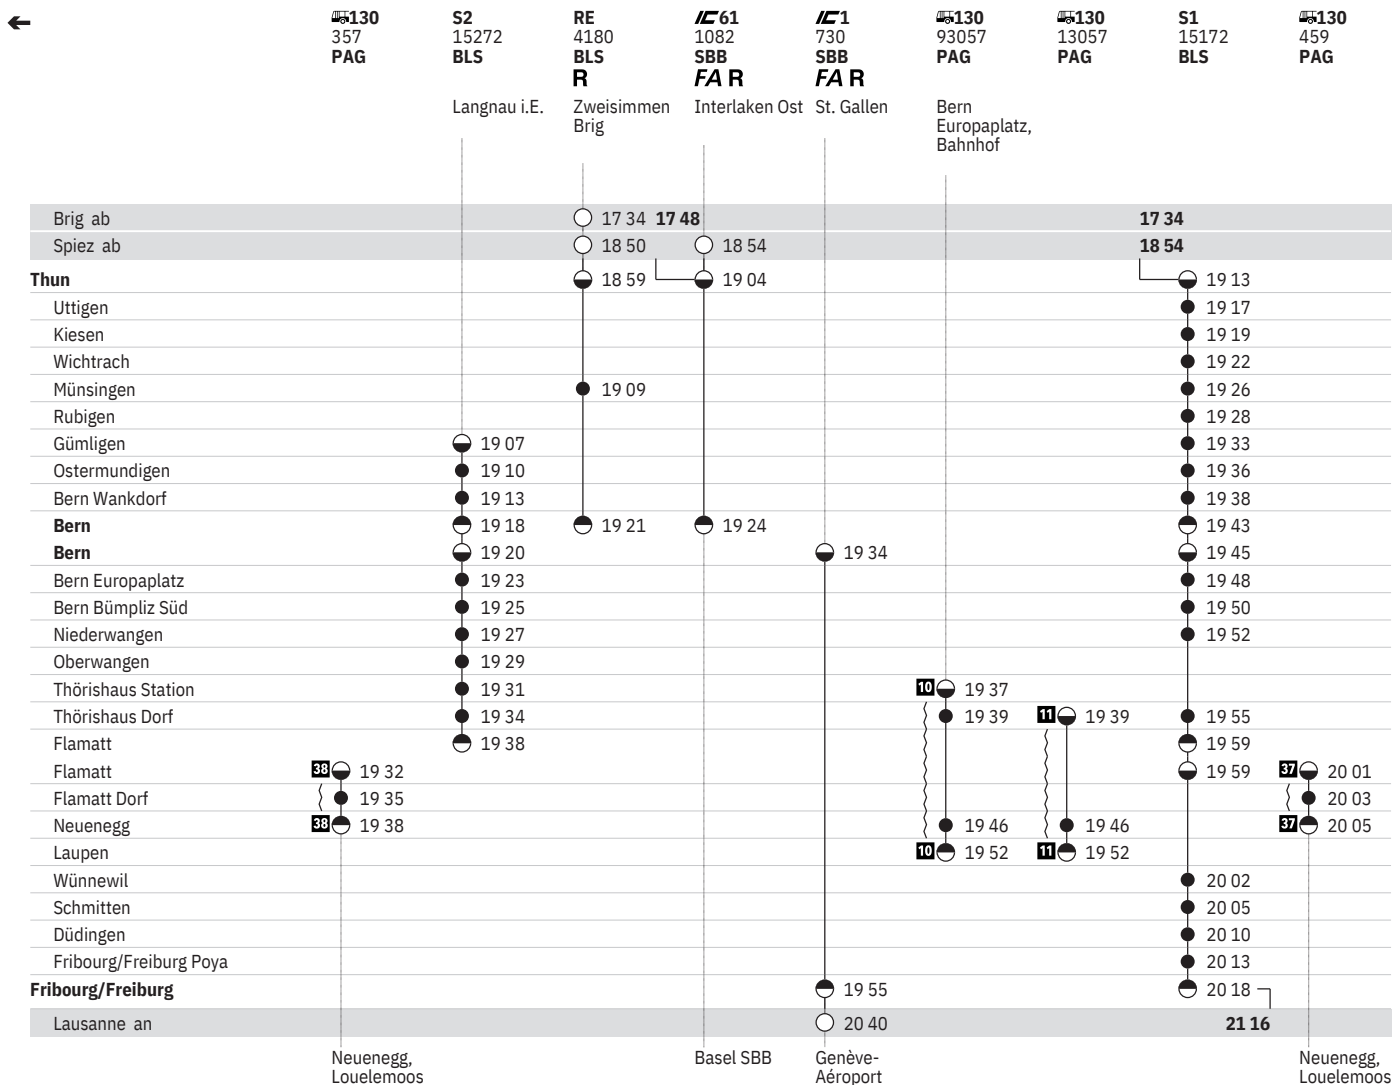 130 S2 RE IC 61 IC 1 130 130 S1 130
357 15272 4180 1082 730 93057 13057 15172 459
PAG BLS BLS SBB SBB PAG PAG BLS PAG
R FA R FA R
Langnau i.E. Zweisimmen Interlaken Ost St. Gallen Bern
Brig Europaplatz,
Bahnhof
Brig ab 17 34 17 48 17 34
Spiez ab 18 50 18 54 18 54
Thun 18 59 19 04 19 13
Uttigen 19 17
Kiesen 19 19
Wichtrach 19 22
Münsingen 19 09 19 26
Rubigen 19 28
Gümligen 19 07 19 33
Ostermundigen 19 10 19 36
Bern Wankdorf 19 13 19 38
Bern 19 18 19 21 19 24 19 43
Bern 19 20 19 34 19 45
Bern Europaplatz 19 23 19 48
Bern Bümpliz Süd 19 25 19 50
Niederwangen 19 27 19 52
Oberwangen 19 29
Thörishaus Station 19 31 10 19 37
Thörishaus Dorf 19 34 19 39 11 19 39 19 55
Flamatt 19 38 19 59
Flamatt 38 19 32 19 59 37 20 01
Flamatt Dorf 19 35 20 03
Neuenegg 38 19 38 19 46 19 46 37 20 05
Laupen 10 19 52 11 19 52
Wünnewil 20 02
Schmitten 20 05
Düdingen 20 10
Fribourg/Freiburg Poya 20 13
Fribourg/Freiburg 19 55 20 18
Lausanne an 20 40 21 16
Neuenegg, Basel SBB Genève- Neuenegg,
Louelemoos Aéroport Louelemoos